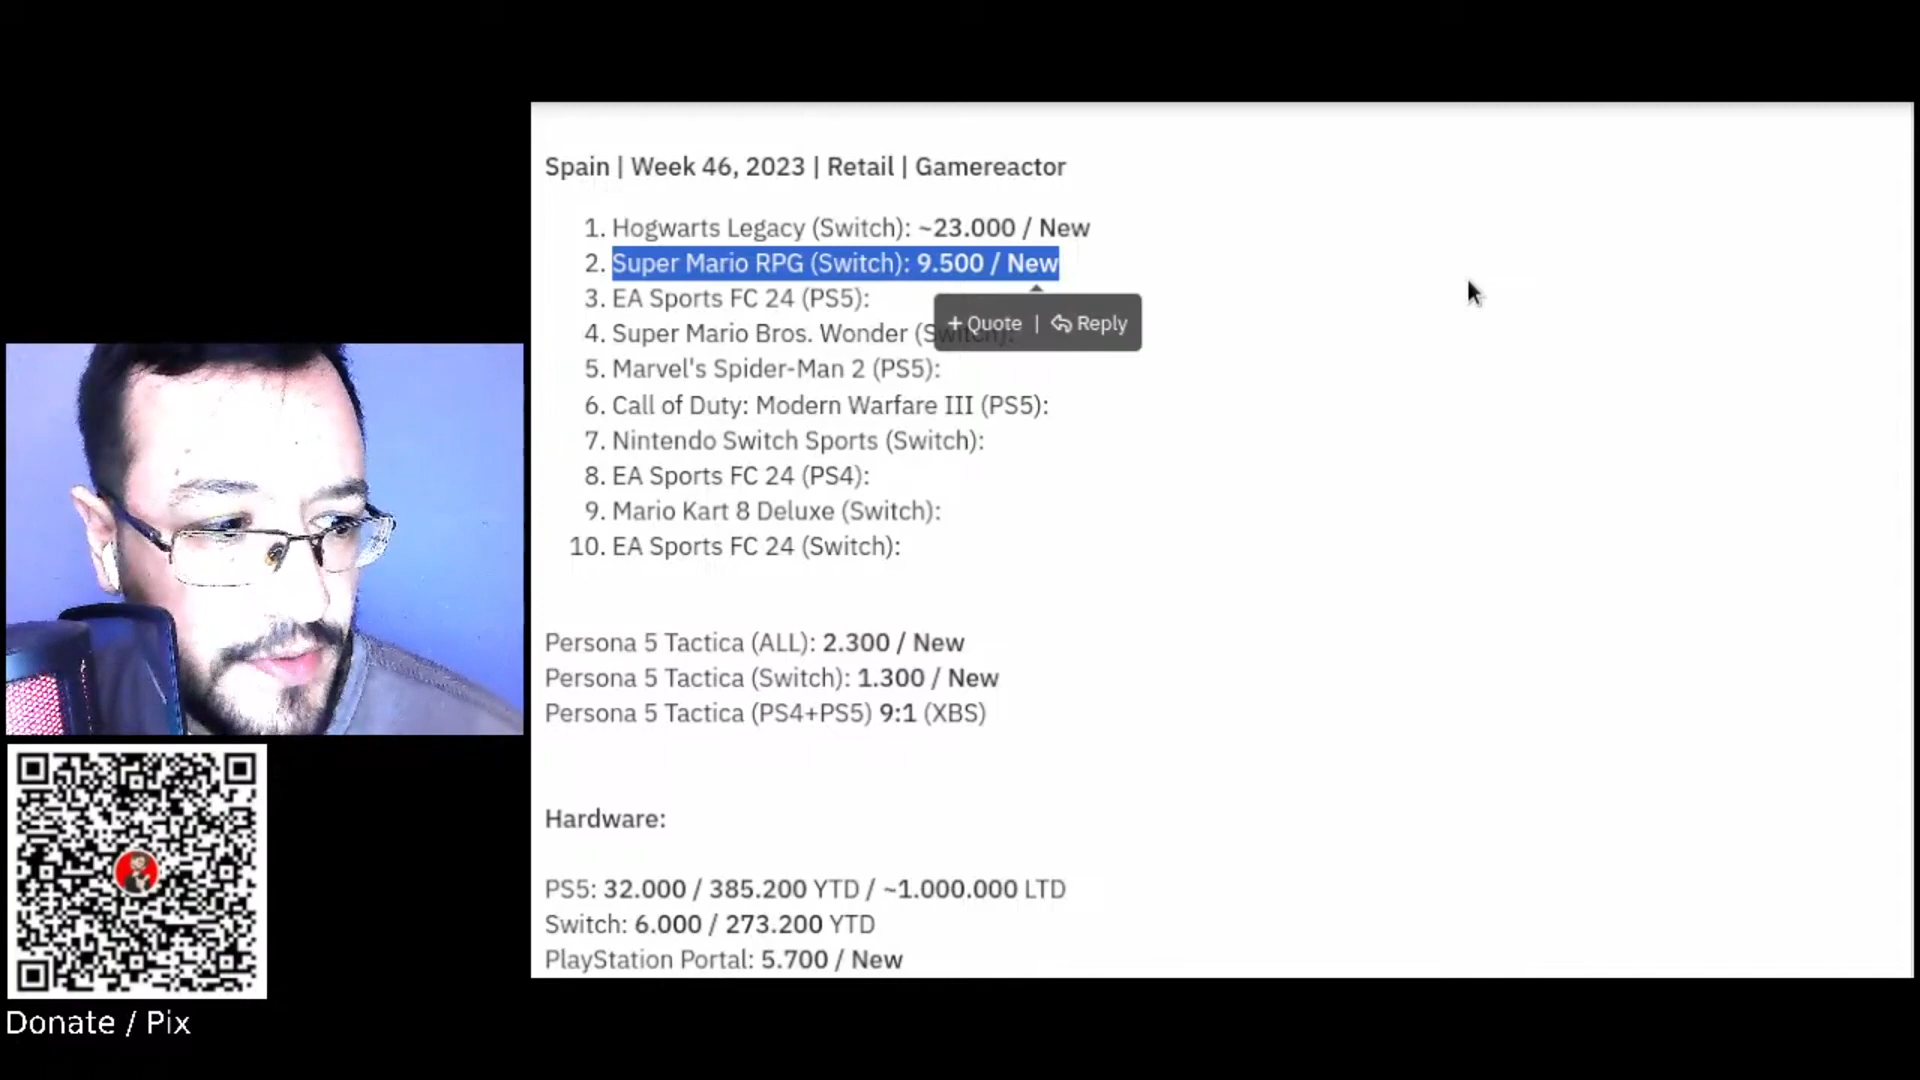 Spain | Week 46, 2023 | Retail | Gamereactor
1. Hogwarts Legacy (Switch): ~23.000 / New
2. Super Mario RPG (Switch): 9.500 / New
3. EA Sports FC 24 (PS5):
+ Quote | Reply
4. Super Mario Bros. Wonder (Switch):
5. Marvel's Spider-Man 2 (PS5):
6. Call of Duty: Modern Warfare III (PS5):
7. Nintendo Switch Sports (Switch):
8. EA Sports FC 24 (PS4):
9. Mario Kart 8 Deluxe (Switch):
10. EA Sports FC 24 (Switch):
Persona 5 Tactica (ALL): 2.300 / New
Persona 5 Tactica (Switch): 1.300 / New
Persona 5 Tactica (PS4+PS5) 9:1 (XBS)
Hardware:
PS5: 32.000 / 385.200 YTD / ~1.000.000 LTD
Switch: 6.000 / 273.200 YTD
PlayStation Portal: 5.700 / New
Donate / Pix